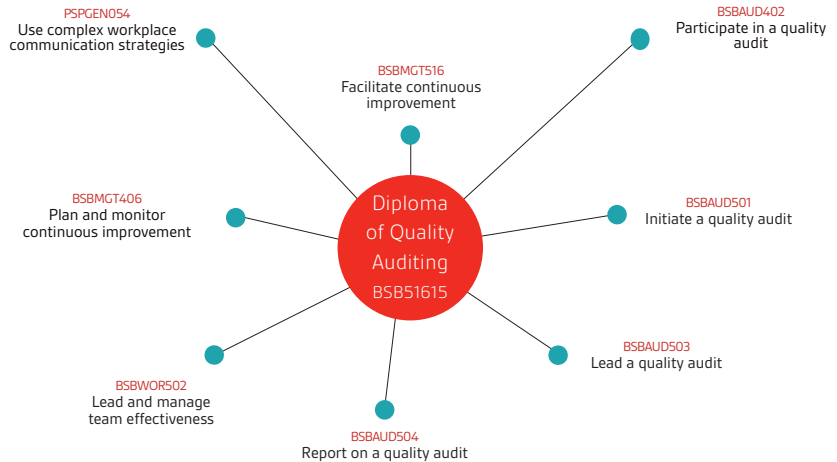 PSPGEN054
Use complex workplace
communication strategies
BSBAUD402
Participate in a quality
audit
BSBMGT516
Facilitate continuous
improvement
BSBMGT406
Plan and monitor
continuous improvement
Diploma
of Quality
Auditing
BSB51615
BSBAUD501
Initiate a quality audit
BSBAUD503
Lead a quality audit
BSBWOR502
Lead and manage
team effectiveness
BSBAUD504
Report on a quality audit